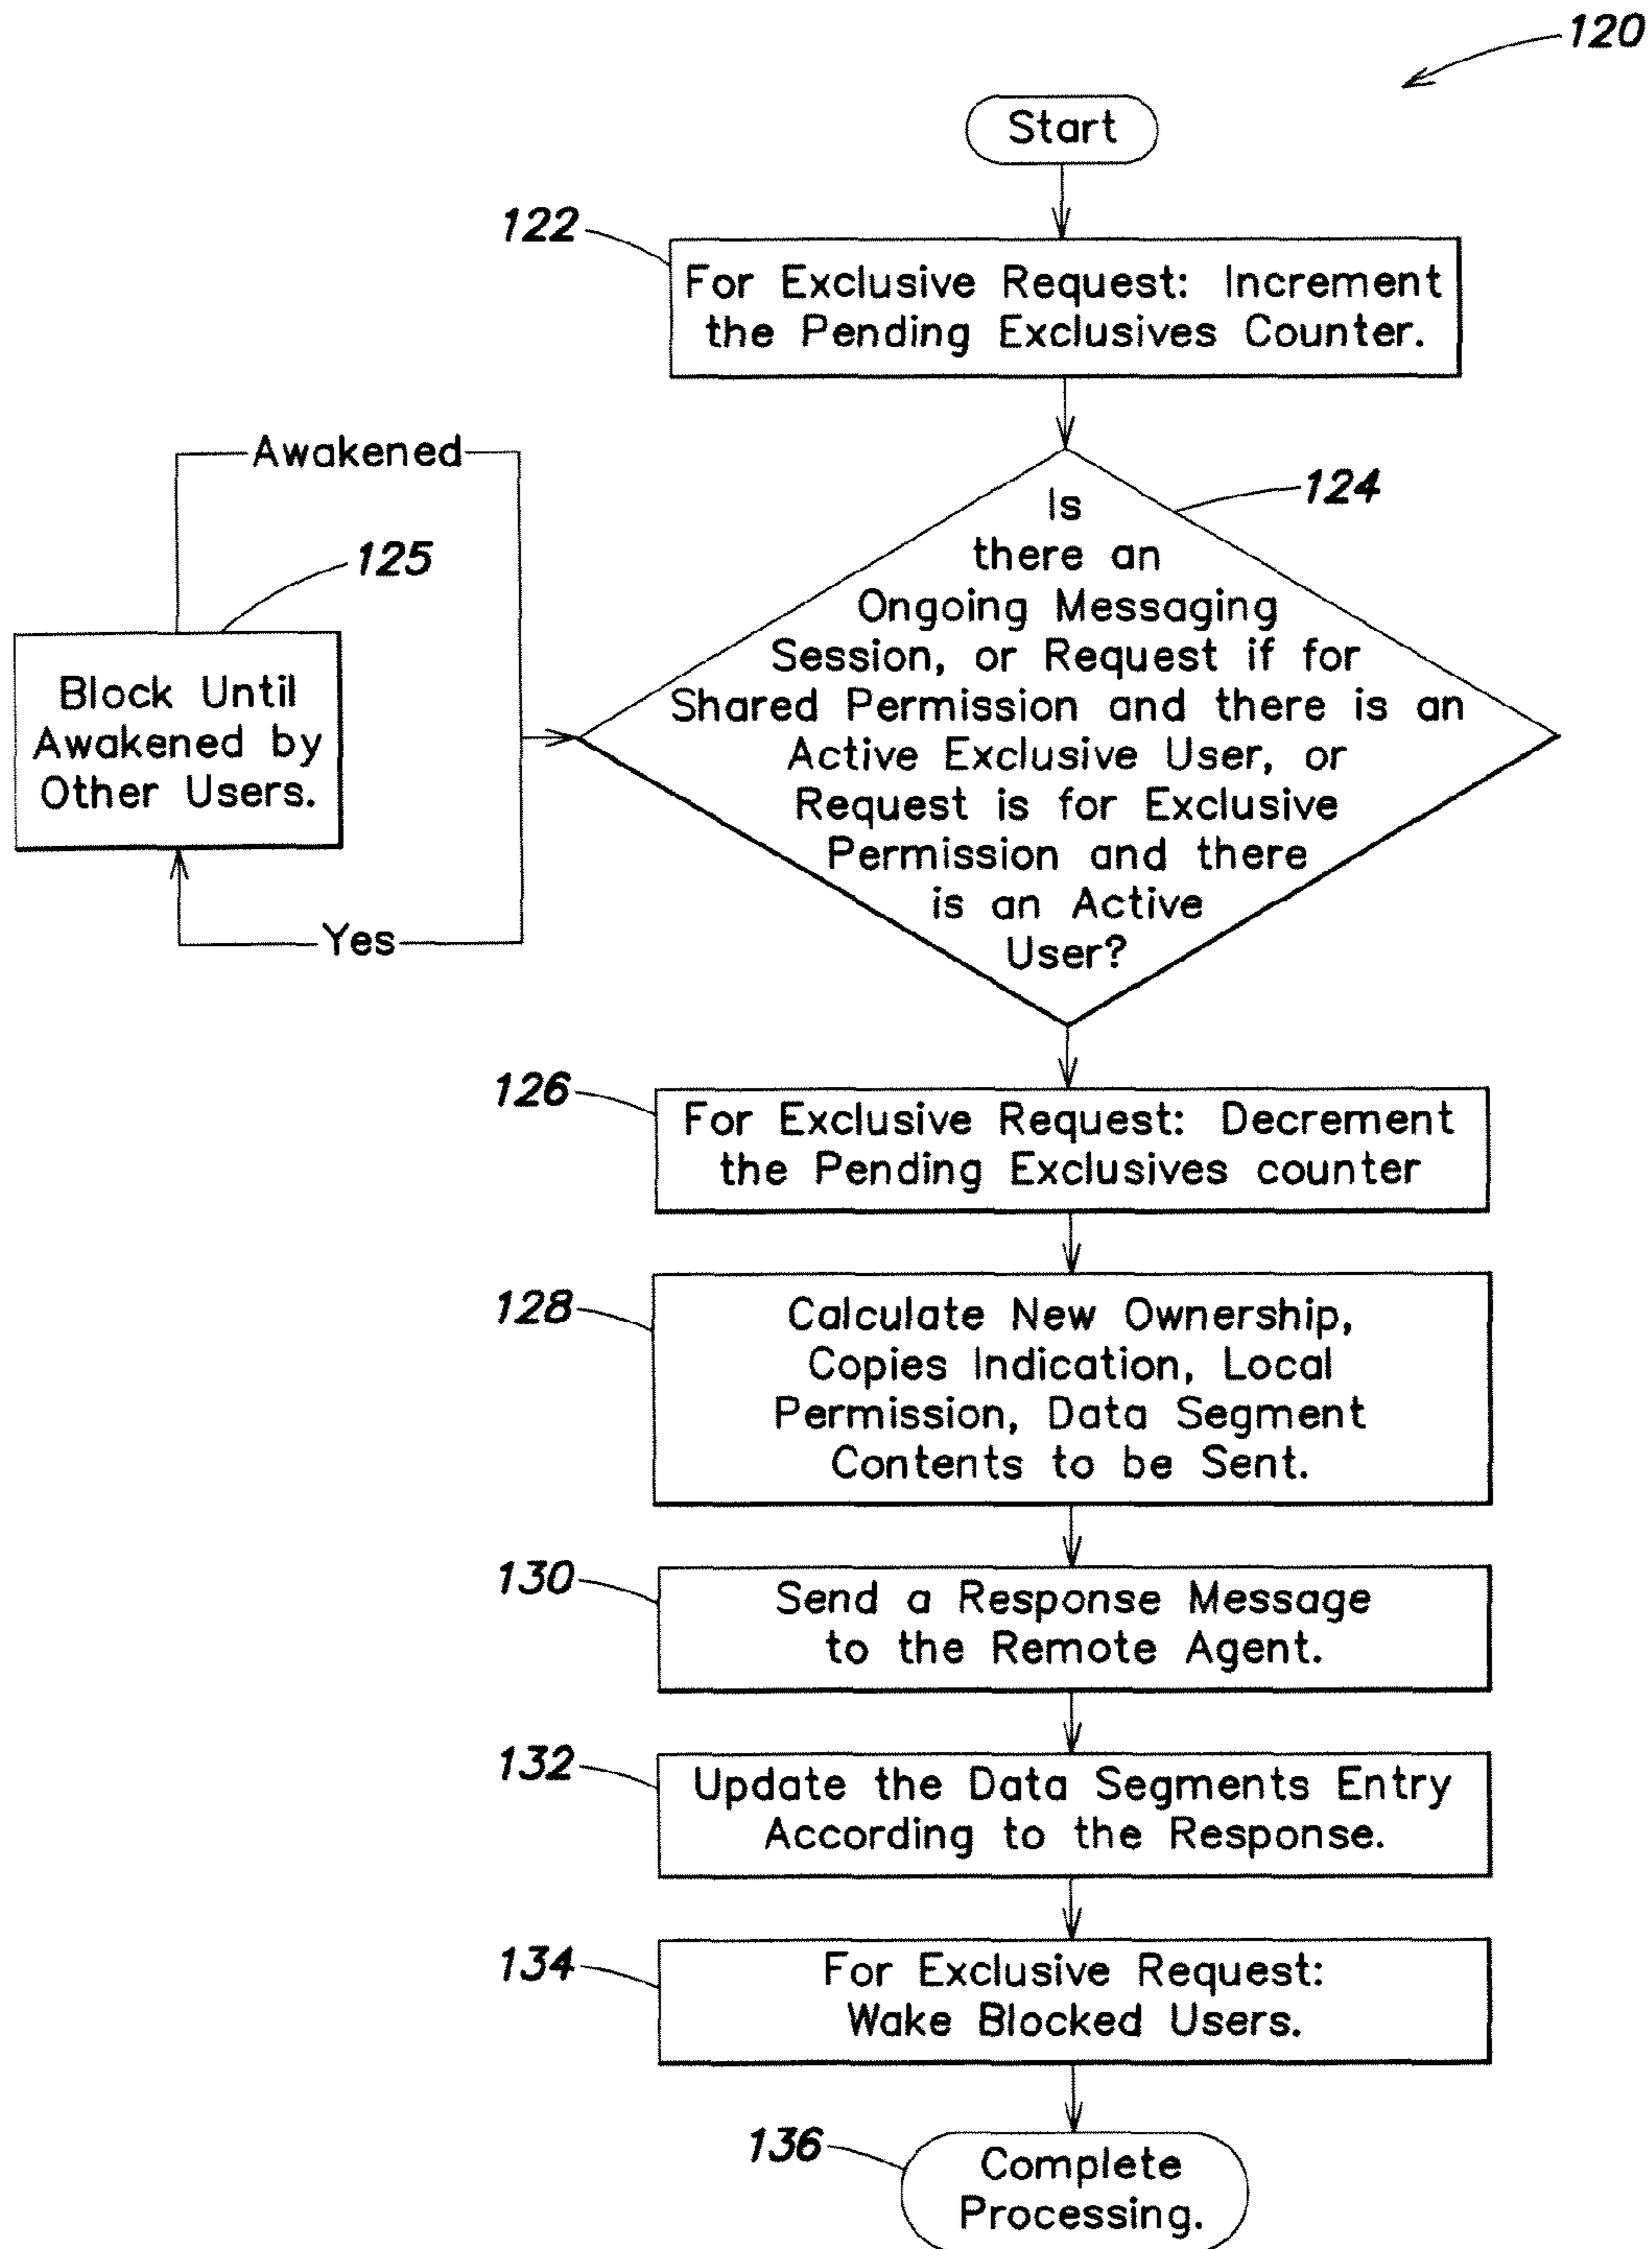 120
Start
122
For Exclusive Request: Increment
the Pending Exclusives Counter.
Awakened
124
Is
there an
Ongoing Messaging
Session, or Request if for
Shared Permission and there is an
Active Exclusive User, or
Request is for Exclusive
Permission and there
is an Active
User?
125
Block Until
Awakened by
Other Users.
Yes
126
For Exclusive Request: Decrement
the Pending Exclusives counter
128
Calculate New Ownership,
Copies Indication, Local
Permission, Data Segment
Contents to be Sent.
130
Send a Response Message
to the Remote Agent.
132
Update the Data Segments Entry
According to the Response.
134
For Exclusive Request:
Wake Blocked Users.
136
Complete
Processing.